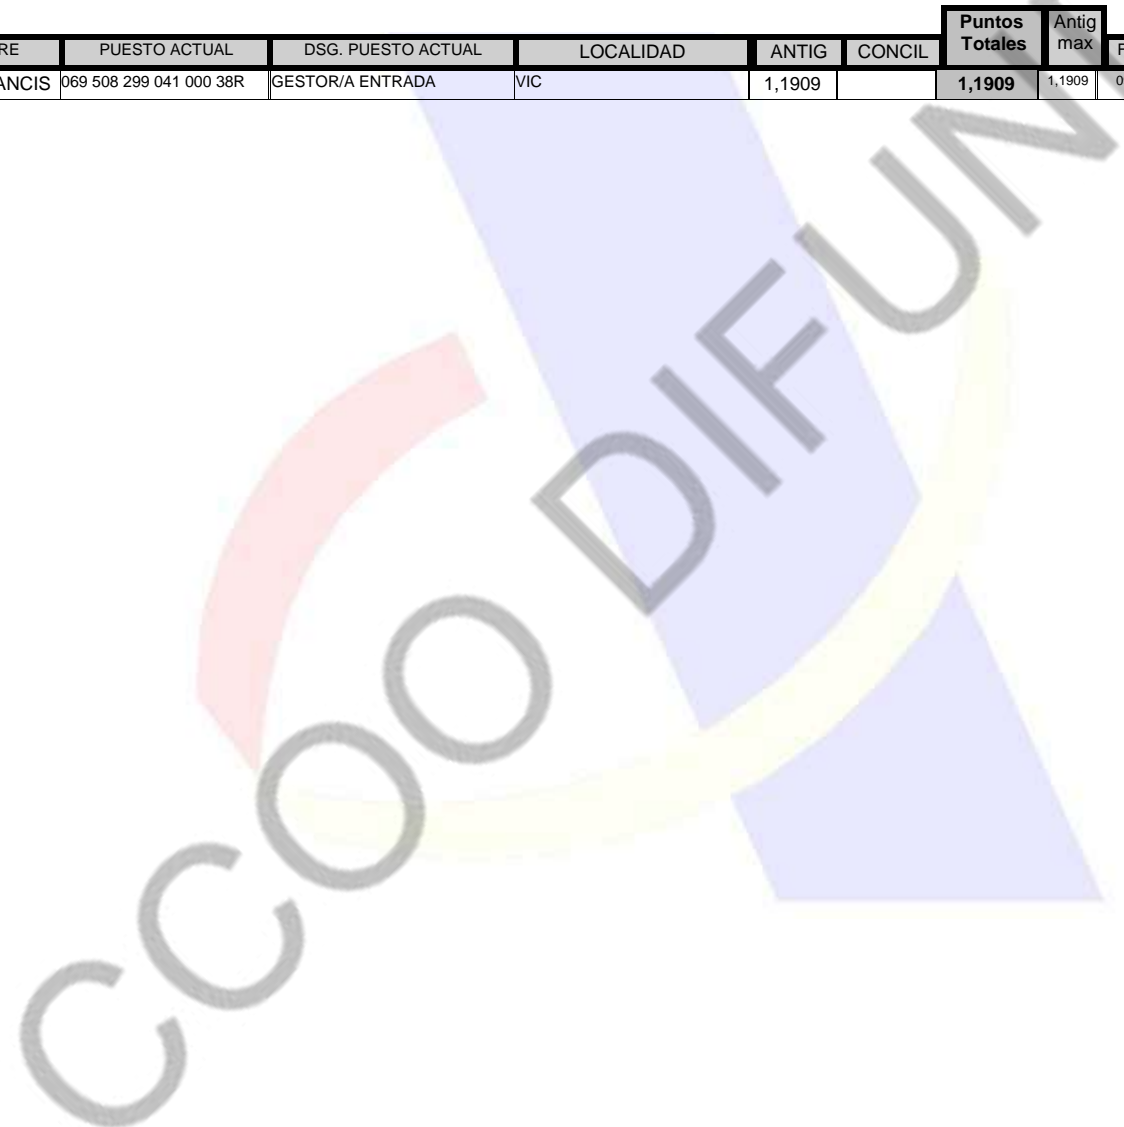 Puntos Totales Antig max
RE PUESTO ACTUAL DSG. PUESTO ACTUAL LOCALIDAD ANTIG CONCIL F
ANCIS 069 508 299 041 000 38R GESTOR/A ENTRADA VIC 1,1909 1,1909 1,1909 0
CCOO DIFUN